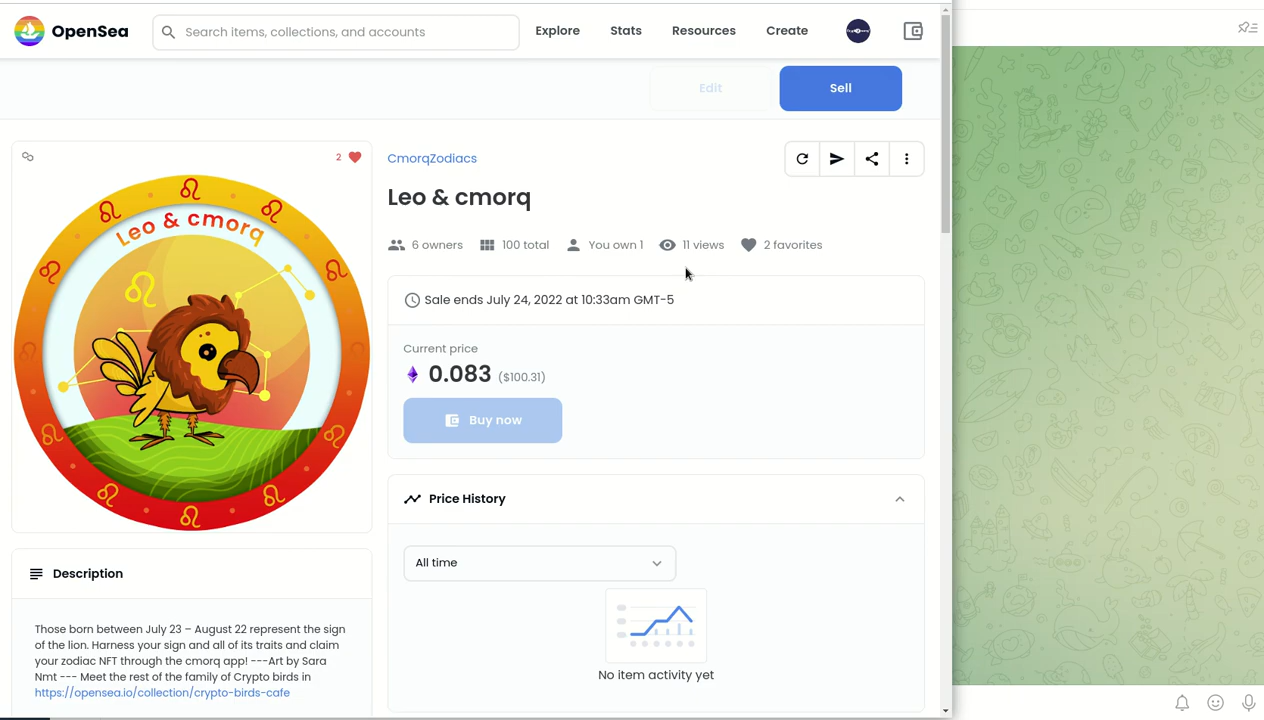 OpenSea
Search items, collections, and accounts
Explore
Stats
Resources
Create
Edit
Sell
2
CmorqZodiacs
Leo & cmorq
6 owners
100 total
You own 1
11 views
2 favorites
Leo & cmorq
Sale ends July 24, 2022 at 10:33am GMT-5
Current price
0.083 ($100.31)
Buy now
Price History
All time
No item activity yet
Description
Those born between July 23 – August 22 represent the sign
of the lion. Harness your sign and all of its traits and claim
your zodiac NFT through the cmorq app! ---Art by Sara
Nmt --- Meet the rest of the family of Crypto birds in
https://opensea.io/collection/crypto-birds-cafe